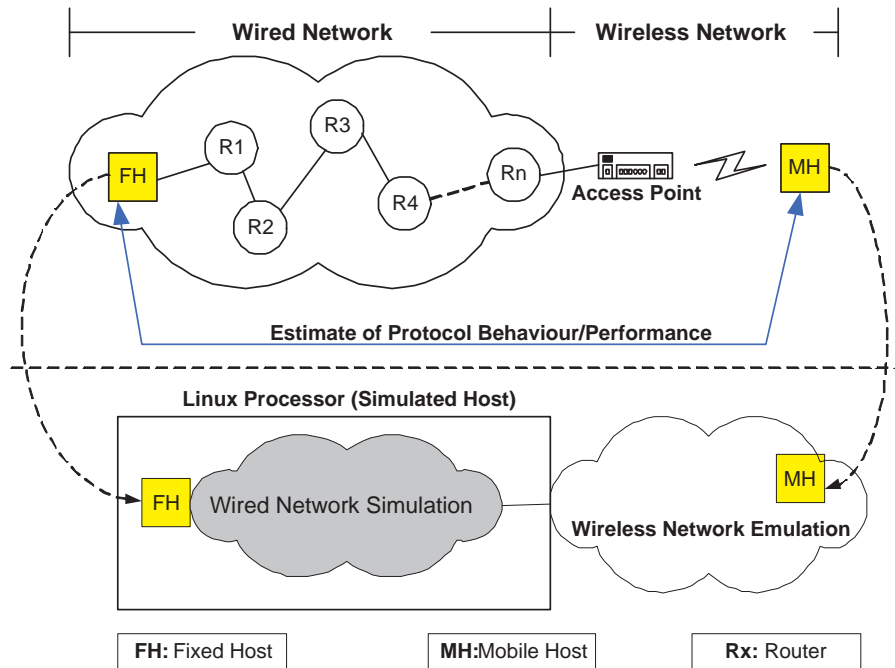 Wired Network
Wireless Network
R1
R3
FH
R2
R4
Rn
Access Point
MH
Estimate of Protocol Behaviour/Performance
Linux Processor (Simulated Host)
FH
Wired Network Simulation
MH
Wireless Network Emulation
FH: Fixed Host
MH:Mobile Host
Rx: Router